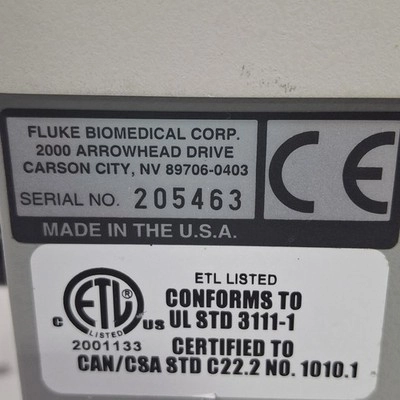 FLUKE BIOMEDICAL CORP.
2000 ARROWHEAD DRIVE
CARSON CITY, NV 89706-0403
SERIAL NO. 205463
CE
MADE IN THE U.S.A.
ETL LISTED
CONFORMS TO
UL STD 3111-1
CERTIFIED TO
CAN/CSA STD C22.2 NO. 1010.1
ETL ®
LISTED
C US
2001133